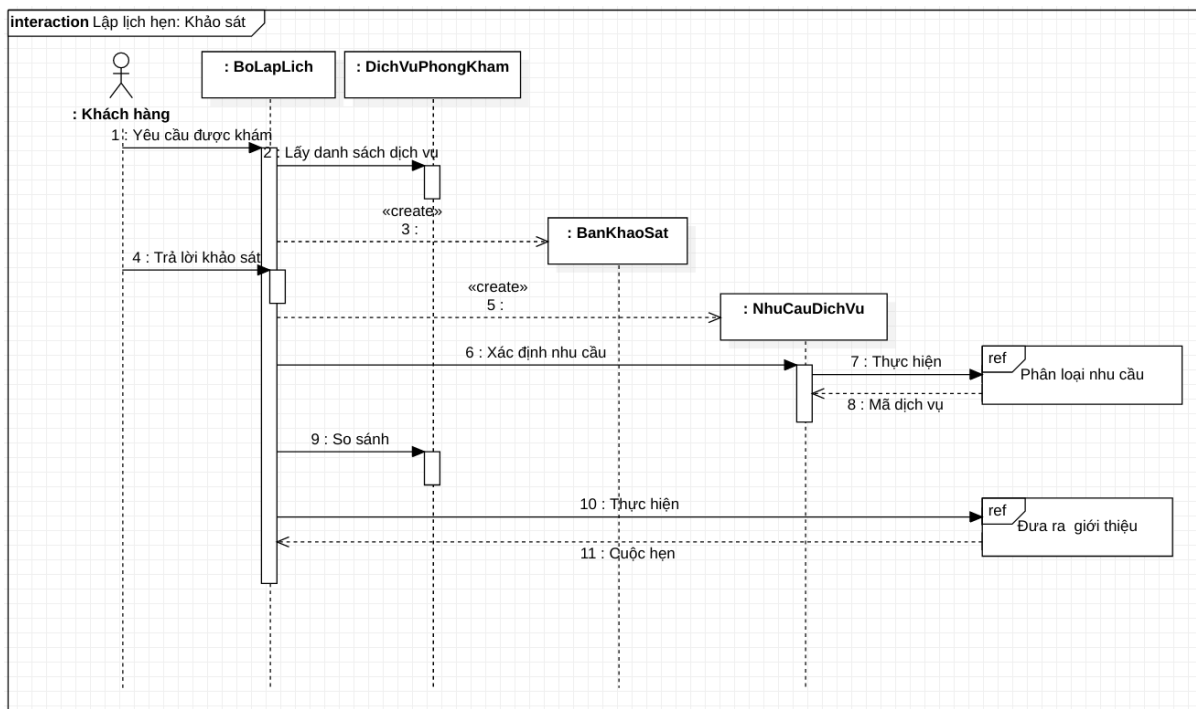 interaction Lập lịch hẹn: Khảo sát
: BoLapLich
: DichVuPhongKham
: Khách hàng
1 : Yêu cầu được khám
2 : Lấy danh sách dịch vụ
«create»
3 :
: BanKhaoSat
4 : Trả lời khảo sát
«create»
5 :
: NhuCauDichVu
6 : Xác định nhu cầu
7 : Thực hiện
ref
Phân loại nhu cầu
8 : Mã dịch vụ
9 : So sánh
10 : Thực hiện
ref
Đưa ra giới thiệu
11 : Cuộc hẹn